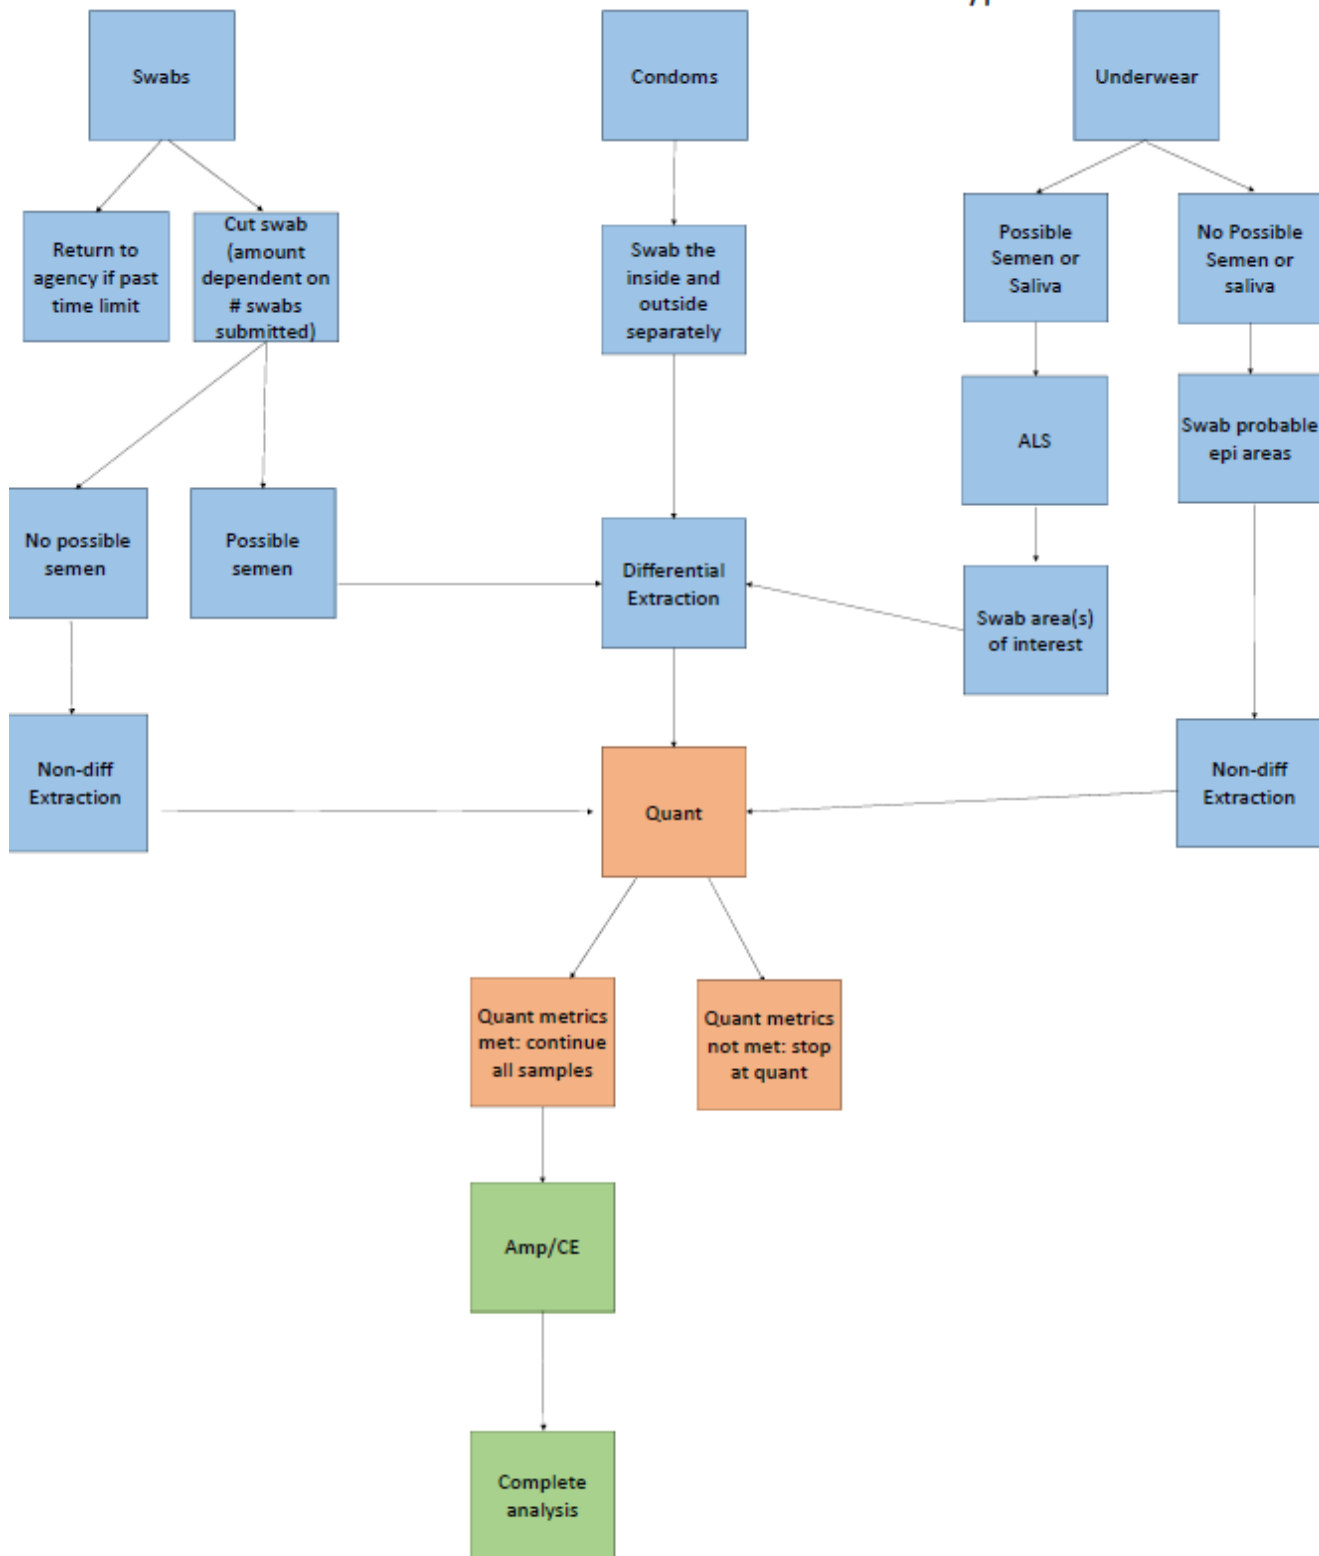 Swabs
Condoms
Underwear
Return to
agency if past
time limit
Cut swab
(amount
dependent on
# swabs
submitted)
Swab the
inside and
outside
separately
Possible
Semen or
Saliva
No Possible
Semen or
saliva
ALS
Swab probable
epi areas
No possible
semen
Possible
semen
Differential
Extraction
Swab area(s)
of interest
Non-diff
Extraction
Quant
Non-diff
Extraction
Quant metrics
met: continue
all samples
Quant metrics
not met: stop
at quant
Amp/CE
Complete
analysis